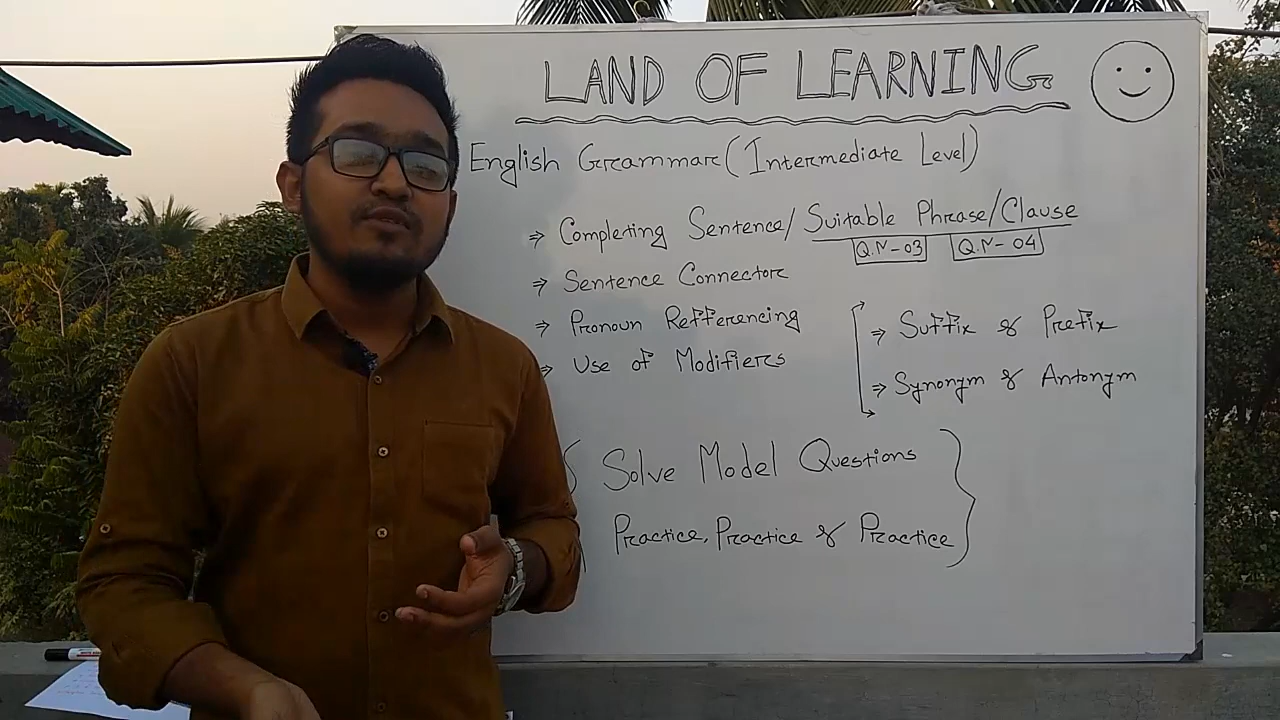 LAND OF LEARNING
English Grammar (Intermediate Level)
⇒ Completing Sentence/Suitable Phrase/Clause
Q.N-03 Q.N-04
⇒ Sentence Connector
⇒ Pronoun Refferencing
⇒ Use of Modifiers
⇒ Suffix & Prefix
⇒ Synonym & Antonym
{ Solve Model Questions
Practice, Practice & Practice }